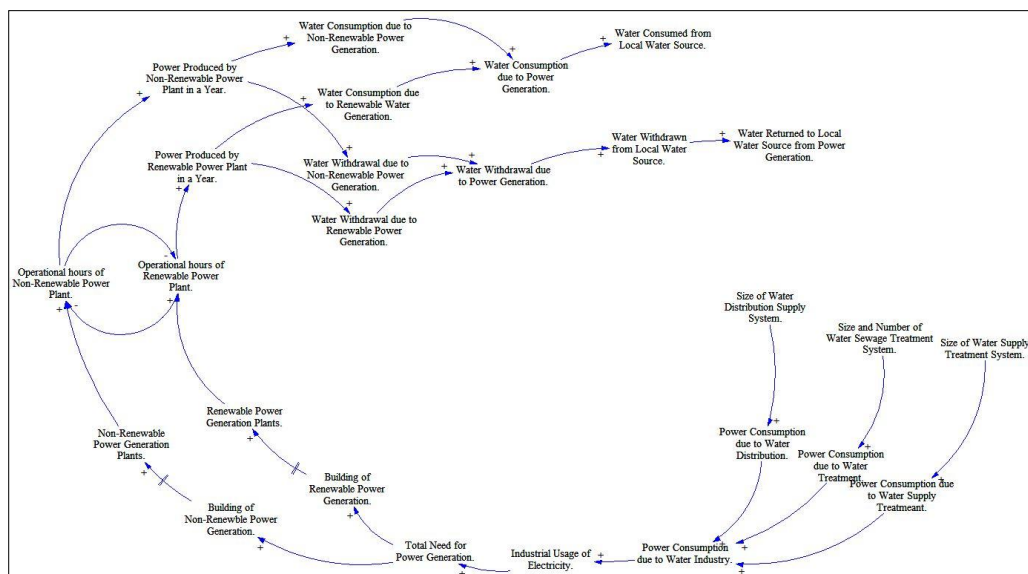 Water Consumption due to
Non-Renewable Power
Generation.
Water Consumed from
Local Water Source.
Power Produced by
Non-Renewable Power
Plant in a Year.
Water Consumption due
to Power
Generation.
Water Consumption due
to Renewable Water
Generation.
Water Withdrawn
from Local Water
Source.
Water Returned to Local
Water Source from Power
Generation.
Power Produced by
Renewable Power Plant
in a Year.
Water Withdrawal due to
Non-Renewable Power
Generation.
Water Withdrawal due
to Power Generation.
Water Withdrawal due to
Renewable Power
Generation.
Operational hours of
Non-Renewable Power
Plant.
Operational hours of
Renewable Power
Plant.
Size of Water
Distribution Supply
System.
Size and Number of
Water Sewage Treatment
System.
Size of Water Supply
Treatment System.
Renewable Power
Generation Plants.
Non-Renewable
Power Generation
Plants.
Power Consumption
due to Water
Distribution.
Power Consumption
due to Water
Treatment.
Power Consumption due
to Water Supply
Treatmeant.
Building of
Renewable Power
Generation.
Building of
Non-Renewble Power
Generation.
Total Need for
Power Generation.
Industrial Usage of
Electricity.
Power Consumption
due to Water Industry.